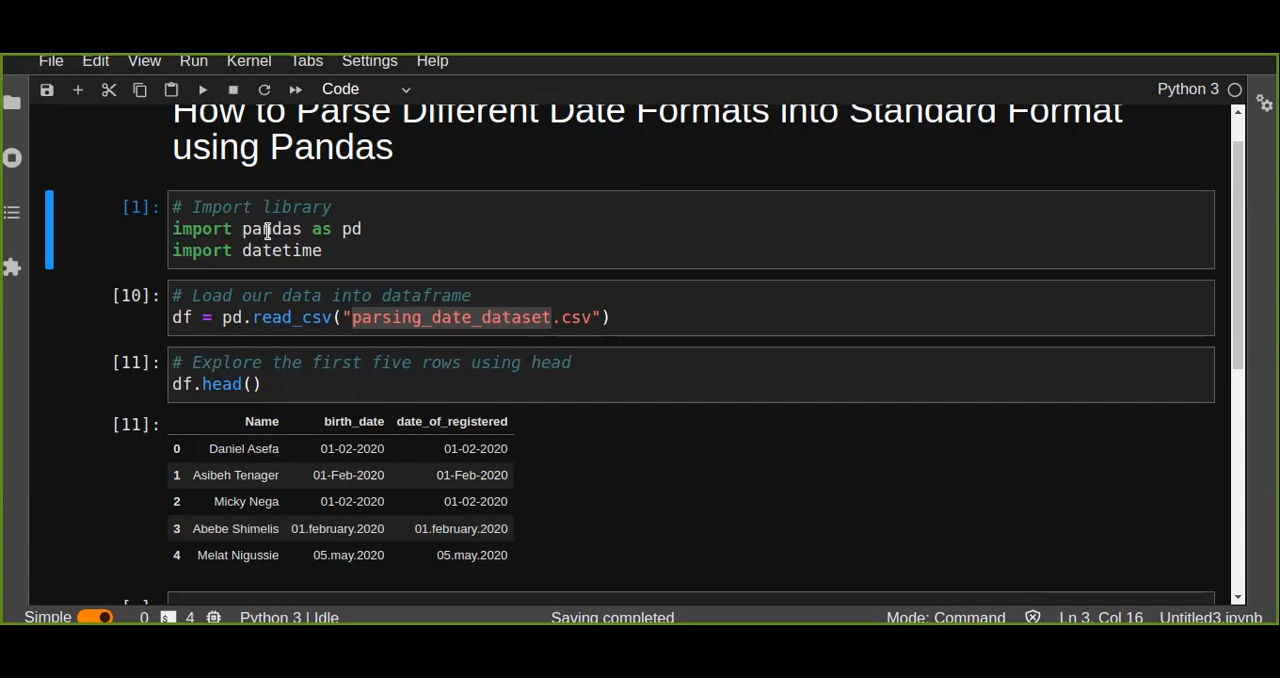 File Edit View Run Kernel Tabs Settings Help
Code Python 3
How to Parse Different Date Formats into Standard Format
using Pandas
[1]: # Import library
import pandas as pd
import datetime
[10]: # Load our data into dataframe
df = pd.read_csv("parsing_date_dataset.csv")
[11]: # Explore the first five rows using head
df.head()
[11]: Name birth_date date_of_registered
0 Daniel Asefa 01-02-2020 01-02-2020
1 Asibeh Tenager 01-Feb-2020 01-Feb-2020
2 Micky Nega 01-02-2020 01-02-2020
3 Abebe Shimelis 01.february.2020 01.february.2020
4 Melat Nigussie 05.may.2020 05.may.2020
Simple 0 $ 4 Python 3 | Idle Saving completed Mode: Command Ln 3, Col 16 Untitled3.ipynb